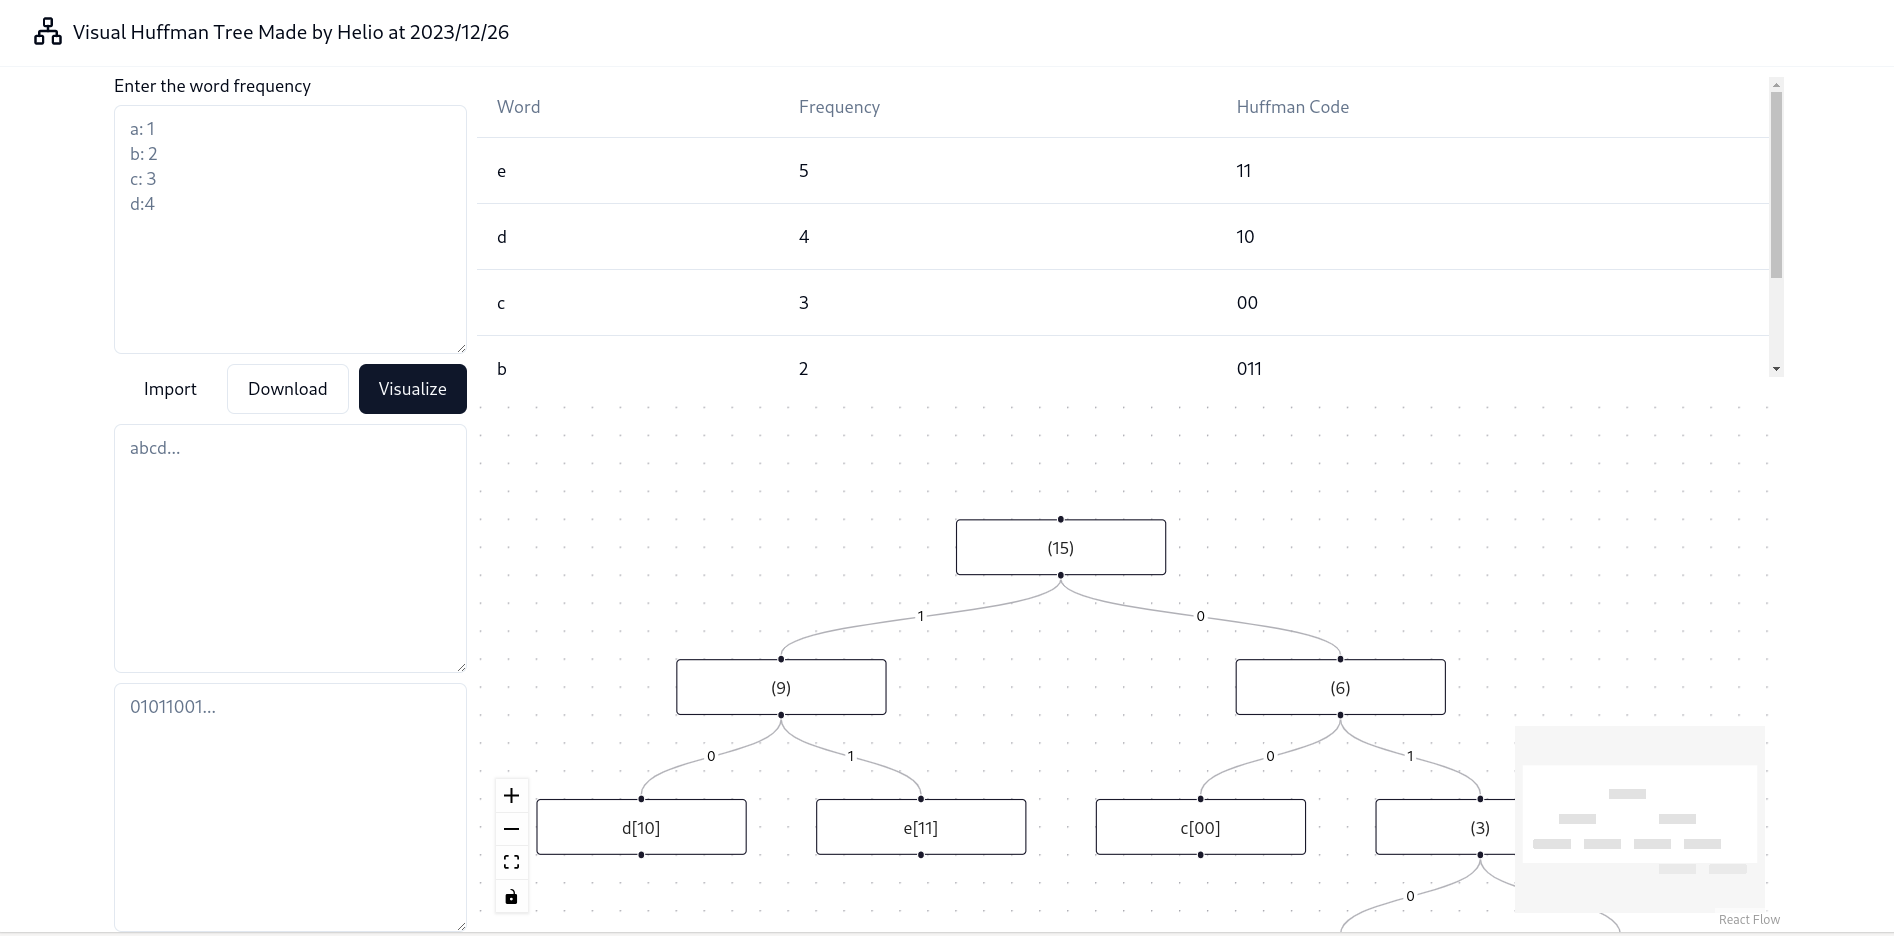 Visual Huffman Tree Made by Helio at 2023/12/26
Enter the word frequency
a: 1
b: 2
c: 3
d:4
Import Download Visualize
abcd...
01011001...
Word Frequency Huffman Code
e 5 11
d 4 10
c 3 00
b 2 011
(15)
1 0
(9) (6)
0 1 0 1
d[10] e[11] c[00] (3)
0
React Flow